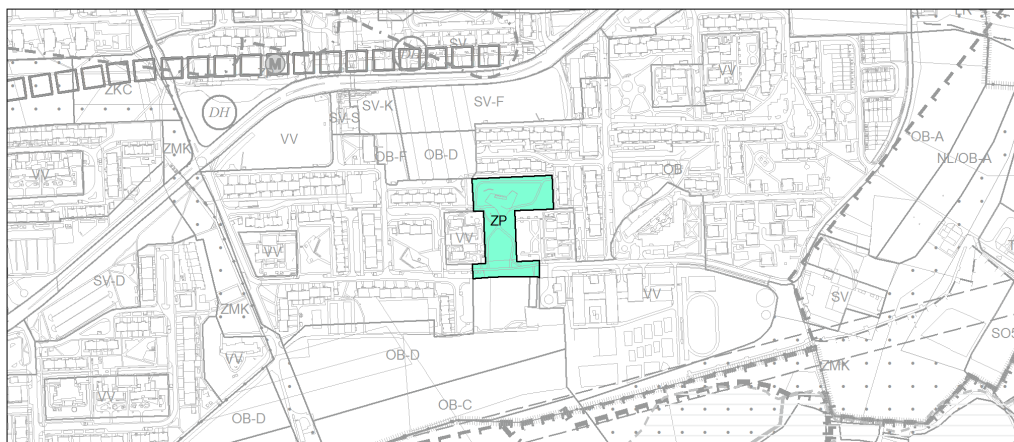 SV
M
DH
ZKC
DH
SV-K
SV-F
SV-S
VV
VV
OB-A
ZMK
OB-F
OB-D
NL/OB-A
VV
OB
ZP
VV
VV
SV-D
ZMK
VV
SV
SO5
VV
OB-D
ZMK
VV
OB-C
OB-D